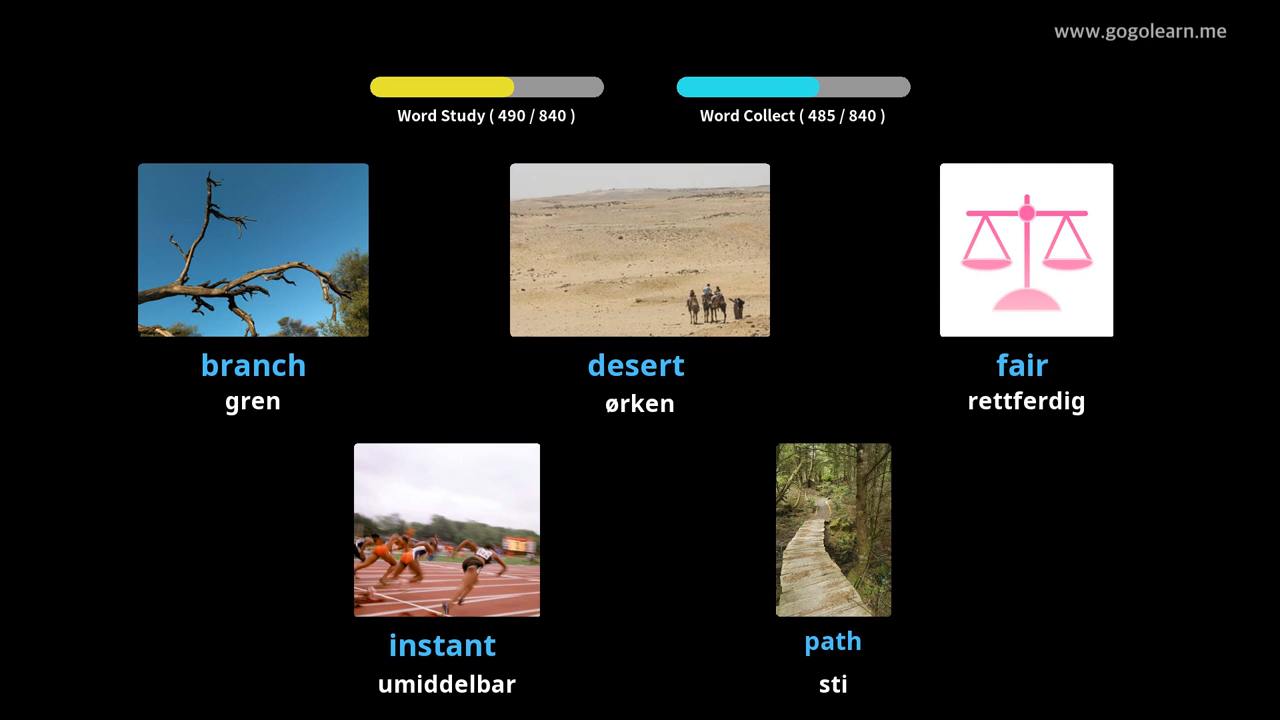 www.gogolearn.me
Word Study ( 490 / 840 )
Word Collect ( 485 / 840 )
branch
gren
desert
ørken
fair
rettferdig
instant
umiddelbar
path
sti